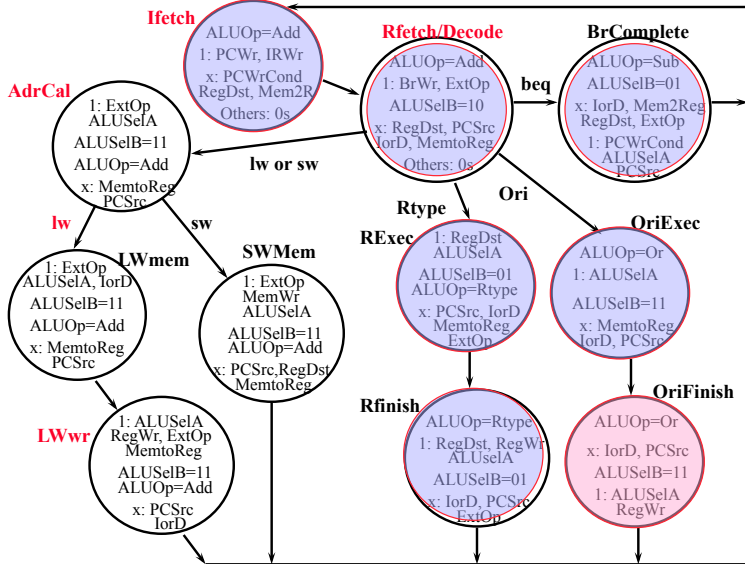 Ifetch
ALUOp=Add
1: PCWr, IRWr
x: PCWrCond
RegDst, Mem2R
Others: 0s
Rfetch/Decode
ALUOp=Add
1: BrWr, ExtOp
ALUSelB=10
x: RegDst, PCSrc
IorD, MemtoReg
Others: 0s
beq
BrComplete
ALUOp=Sub
ALUSelB=01
x: IorD, Mem2Reg
RegDst, ExtOp
1: PCWrCond
ALUSelA
PCSrc
AdrCal
1: ExtOp
ALUSelA
ALUSelB=11
ALUOp=Add
x: MemtoReg
PCSrc
lw or sw
Rtype
Ori
lw
sw
LWmem
1: ExtOp
ALUSelA, IorD
ALUSelB=11
ALUOp=Add
x: MemtoReg
PCSrc
SWMem
1: ExtOp
MemWr
ALUSelA
ALUSelB=11
ALUOp=Add
x: PCSrc,RegDst
MemtoReg
RExec
1: RegDst
ALUSelA
ALUSelB=01
ALUOp=Rtype
x: PCSrc, IorD
MemtoReg
ExtOp
OriExec
ALUOp=Or
1: ALUSelA
ALUSelB=11
x: MemtoReg
IorD, PCSrc
LWwr
1: ALUSelA
RegWr, ExtOp
MemtoReg
ALUSelB=11
ALUOp=Add
x: PCSrc
IorD
Rfinish
ALUOp=Rtype
1: RegDst, RegWr
ALUselA
ALUSelB=01
x: IorD, PCSrc
ExtOp
OriFinish
ALUOp=Or
x: IorD, PCSrc
ALUSelB=11
1: ALUSelA
RegWr